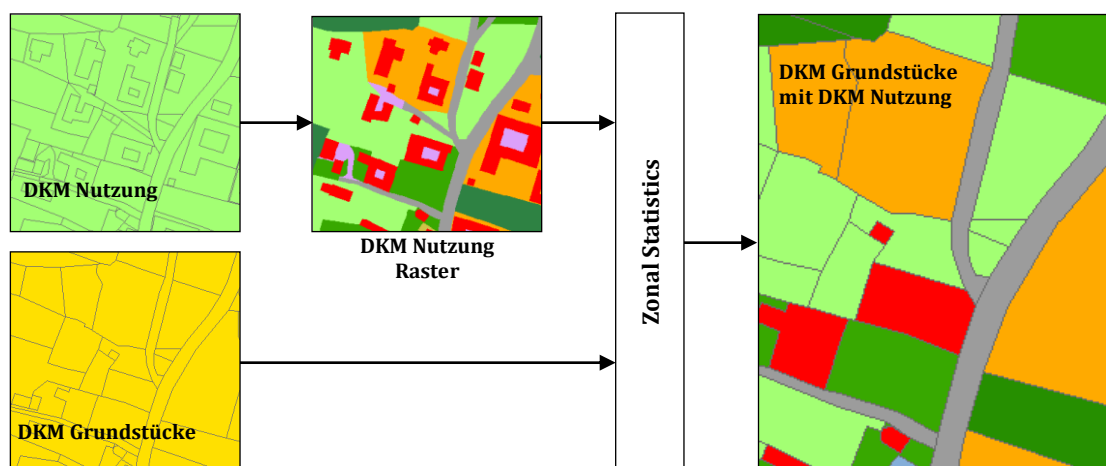 DKM Nutzung
DKM Nutzung
Raster
DKM Grundstücke
Zonal Statistics
DKM Grundstücke
mit DKM Nutzung